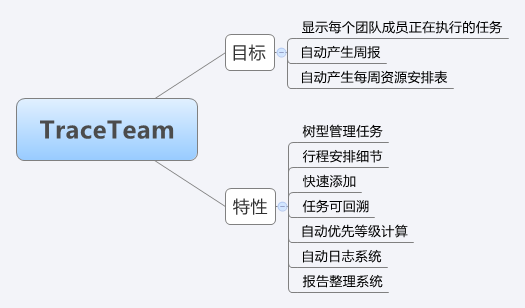 TraceTeam
目标
显示每个团队成员正在执行的任务
自动产生周报
自动产生每周资源安排表
特性
树型管理任务
行程安排细节
快速添加
任务可回溯
自动优先等级计算
自动日志系统
报告整理系统